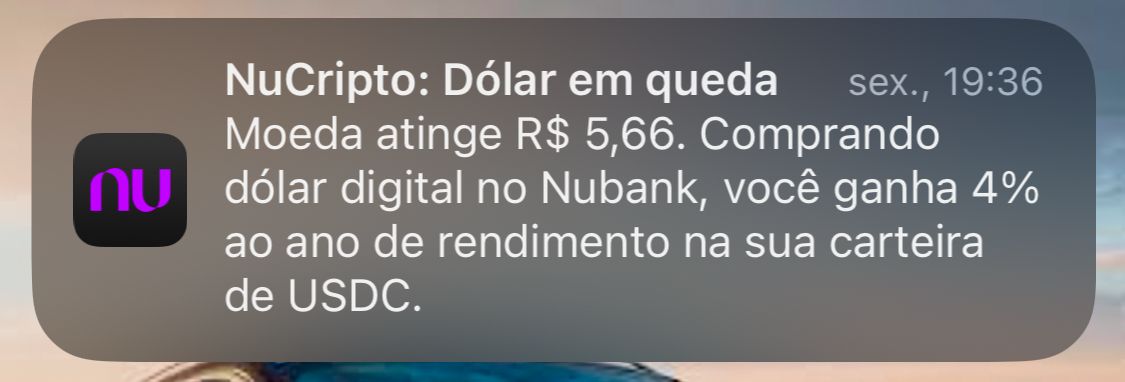 NuCripto: Dólar em queda
sex., 19:36
Moeda atinge R$ 5,66. Comprando
dólar digital no Nubank, você ganha 4%
ao ano de rendimento na sua carteira
de USDC.
nu